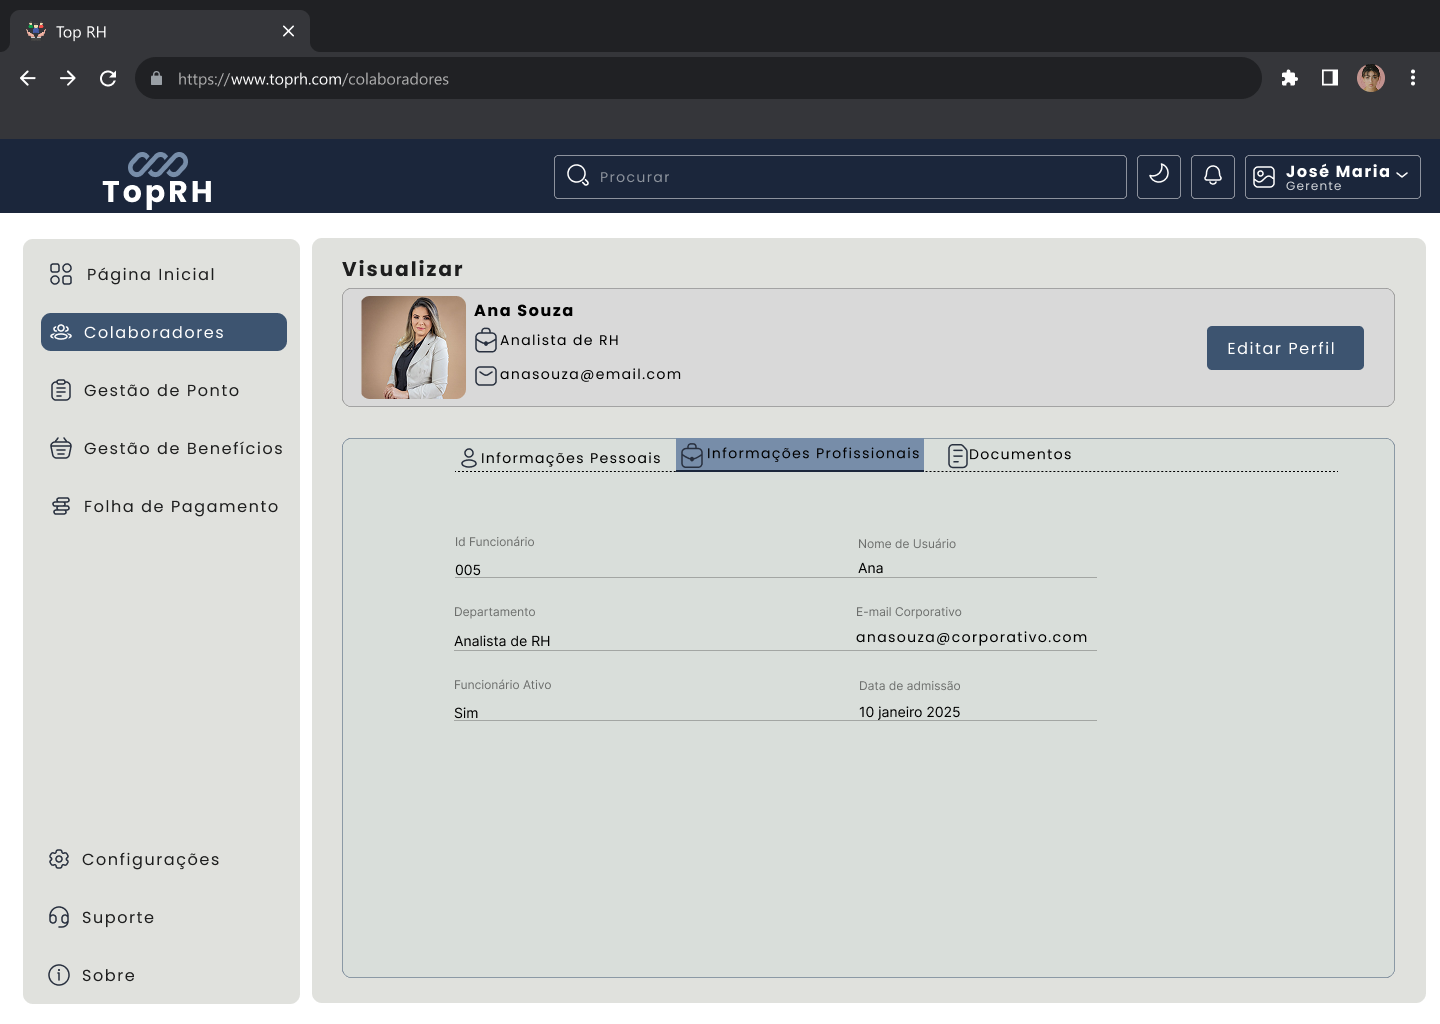 Top RH
https://www.toprh.com/colaboradores
TopRH
Procurar
José Maria
Gerente
Página Inicial
Colaboradores
Gestão de Ponto
Gestão de Benefícios
Folha de Pagamento
Configurações
Suporte
Sobre
Visualizar
Ana Souza
Analista de RH
anasouza@email.com
Editar Perfil
Informações Pessoais Informações Profissionais Documentos
Id Funcionário Nome de Usuário
005 Ana
Departamento E-mail Corporativo
Analista de RH anasouza@corporativo.com
Funcionário Ativo Data de admissão
Sim 10 janeiro 2025